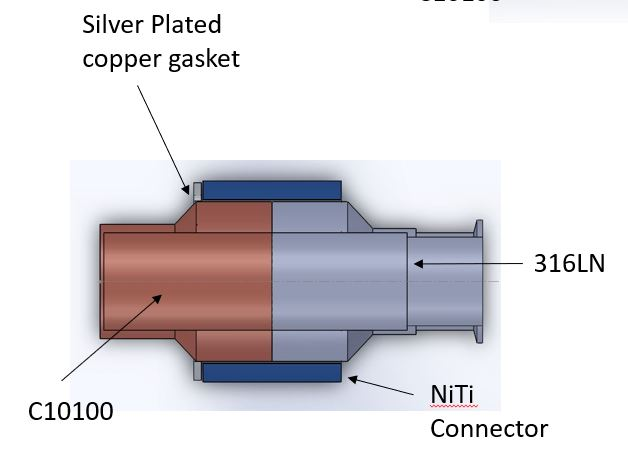 Silver Plated
copper gasket
316LN
C10100
NiTi
Connector